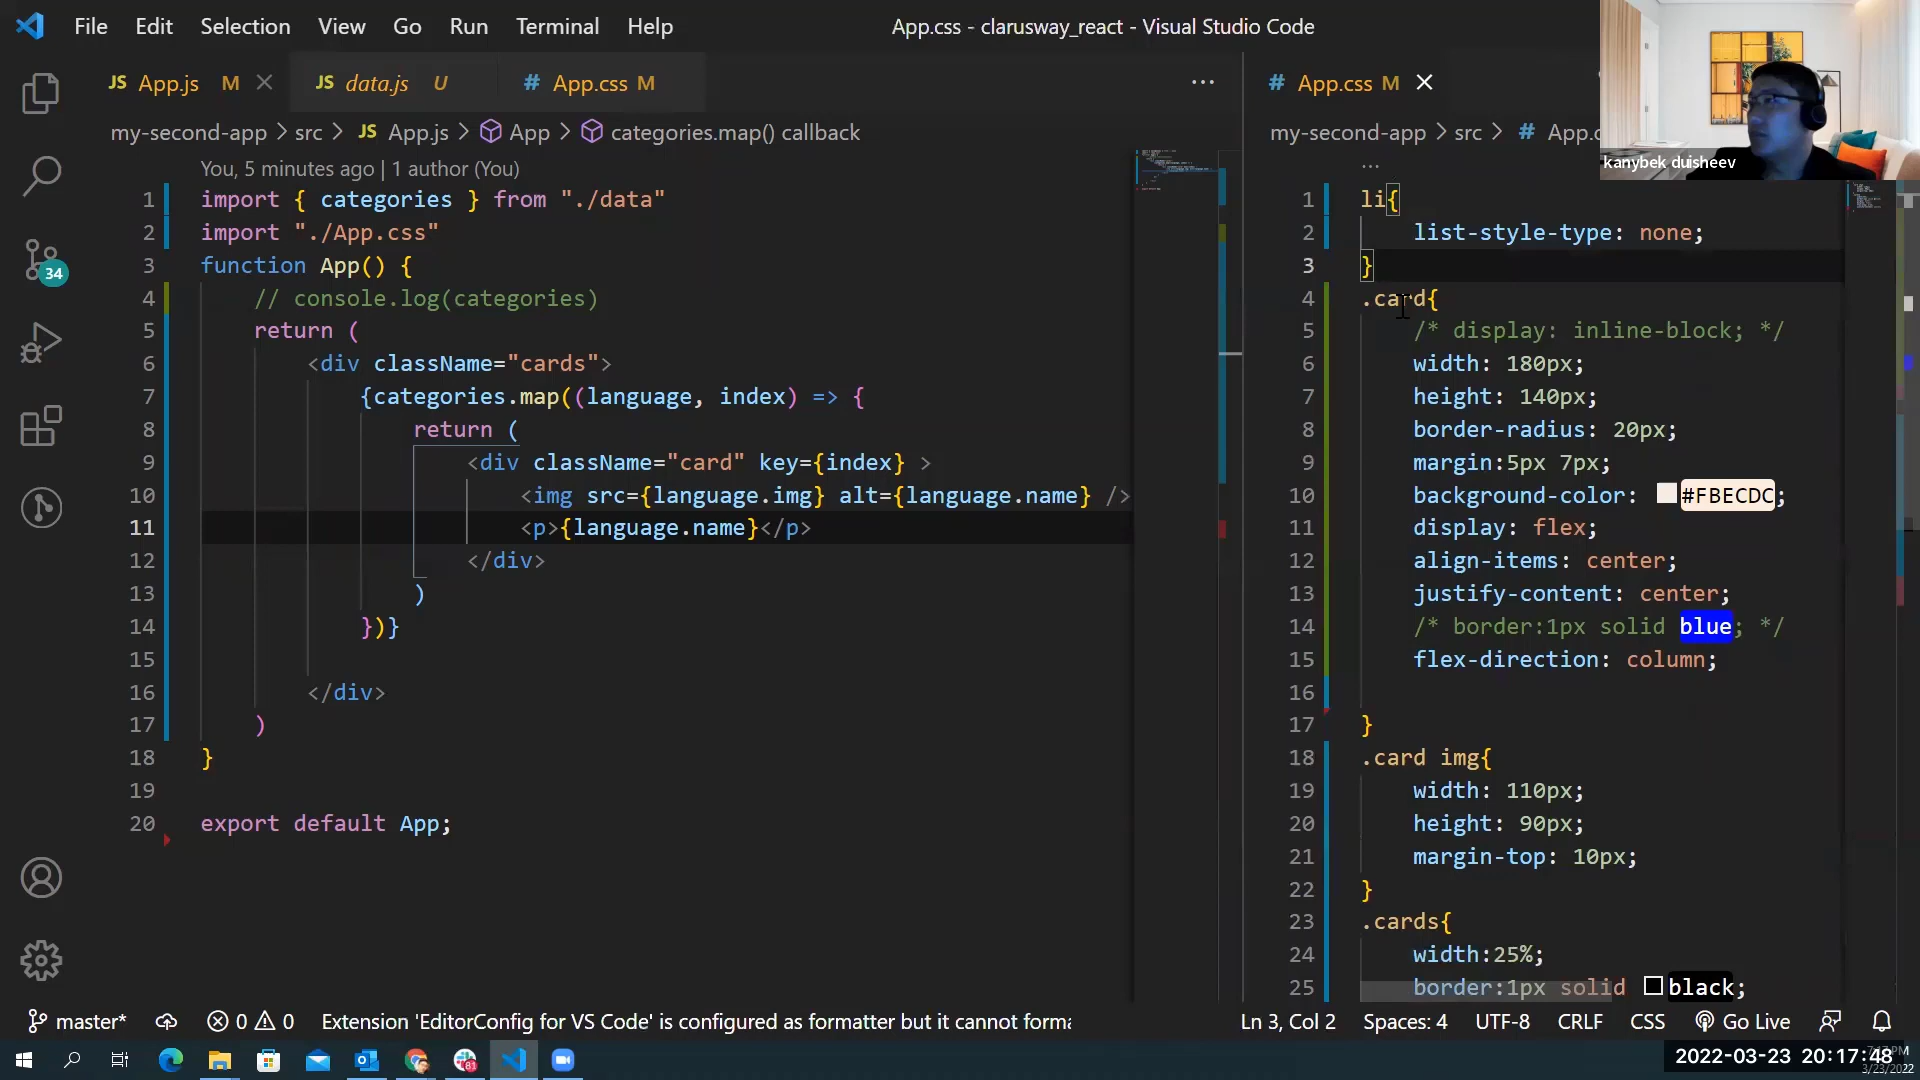 File Edit Selection View Go Run Terminal Help
App.css - clarusway_react - Visual Studio Code
JS App.js M
JS data.js U
# App.css M
...
# App.css M
my-second-app > src > JS App.js > App > categories.map() callback
my-second-app > src > # App.c
kanybek duisheev
You, 5 minutes ago | 1 author (You)
1 import { categories } from "./data"
2 import "./App.css"
3 function App() {
4 // console.log(categories)
5 return (
6 <div className="cards">
7 {categories.map((language, index) => {
8 return (
9 <div className="card" key={index} >
10 <img src={language.img} alt={language.name} />
11 <p>{language.name}</p>
12 </div>
13 )
14 })}
15
16 </div>
17 )
18 }
19
20 export default App;
...
1 li{
2 list-style-type: none;
3 }
4 .card{
5 /* display: inline-block; */
6 width: 180px;
7 height: 140px;
8 border-radius: 20px;
9 margin:5px 7px;
10 background-color: #FBECDC;
11 display: flex;
12 align-items: center;
13 justify-content: center;
14 /* border:1px solid blue; */
15 flex-direction: column;
16
17 }
18 .card img{
19 width: 110px;
20 height: 90px;
21 margin-top: 10px;
22 }
23 .cards{
24 width:25%;
25 border:1px solid black;
34
master* 0 0 Extension 'EditorConfig for VS Code' is configured as formatter but it cannot forma
Ln 3, Col 2 Spaces: 4 UTF-8 CRLF CSS Go Live
81
2022-03-23 20:17:48
3/23/2022